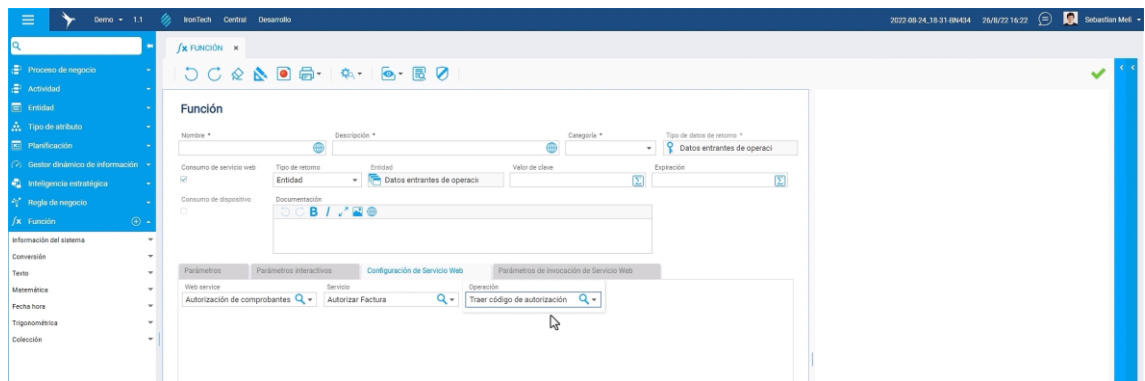 Demo 1.1 IronTech Central Desarrollo 2022-08-24_18-31-BN434 26/8/22 16:22 Sebastian Meli
fx FUNCIÓN ×
Proceso de negocio
Actividad
Entidad
Tipo de atributo
Planificación
Gestor dinámico de información
Inteligencia estratégica
Regla de negocio
fx Función
Información del sistema
Conversión
Texto
Matemática
Fecha hora
Trigonométrica
Colección
Función
Nombre * Descripción * Categoría * Tipo de datos de retorno *
Datos entrantes de operaci
Consumo de servicio web Tipo de retorno Entidad Valor de clave Expiración
Entidad Datos entrantes de operació
Consumo de dispositivo Documentación
B I
Parámetros Parámetros interactivos Configuración de Servicio Web Parámetros de invocación de Servicio Web
Web service Servicio Operación
Autorización de comprobantes Autorizar Factura Traer código de autorización